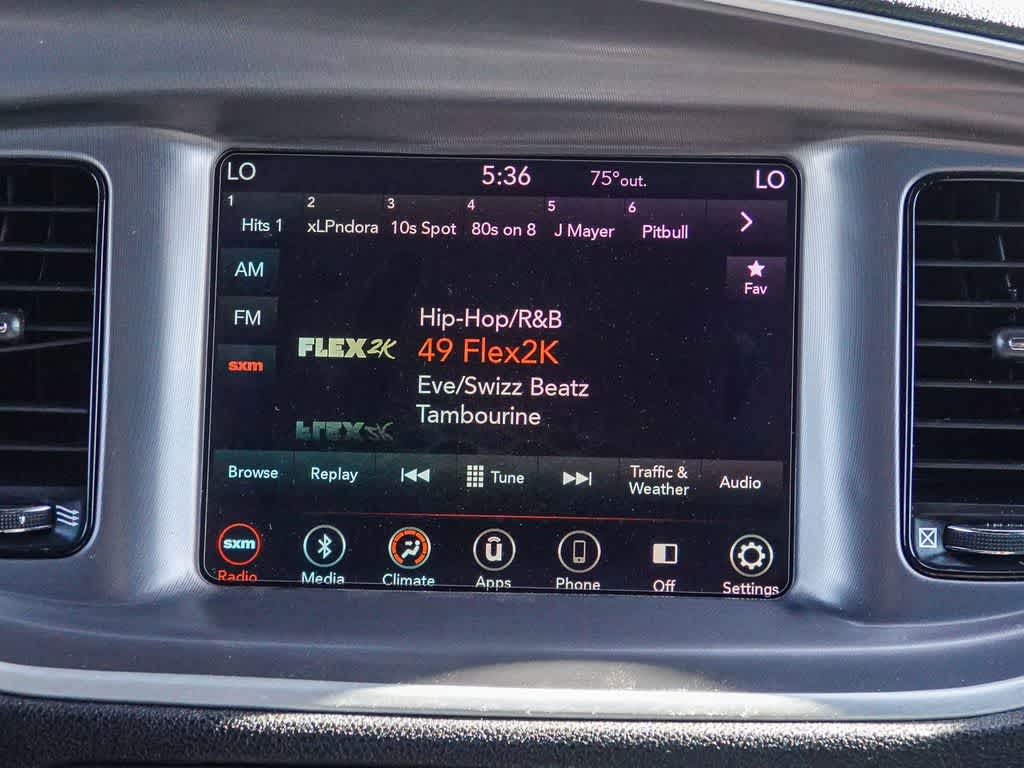 LO 5:36 75°out. LO
1 2 3 4 5 6
Hits 1 xLPndora 10s Spot 80s on 8 J Mayer Pitbull
AM
Fav
FM
Hip-Hop/R&B
FLEX2K
49 Flex2K
sxm
Eve/Swizz Beatz
Tambourine
FLEX2K
Browse Replay Tune Traffic & Weather Audio
sxm
Radio Media Climate Apps Phone Off Settings